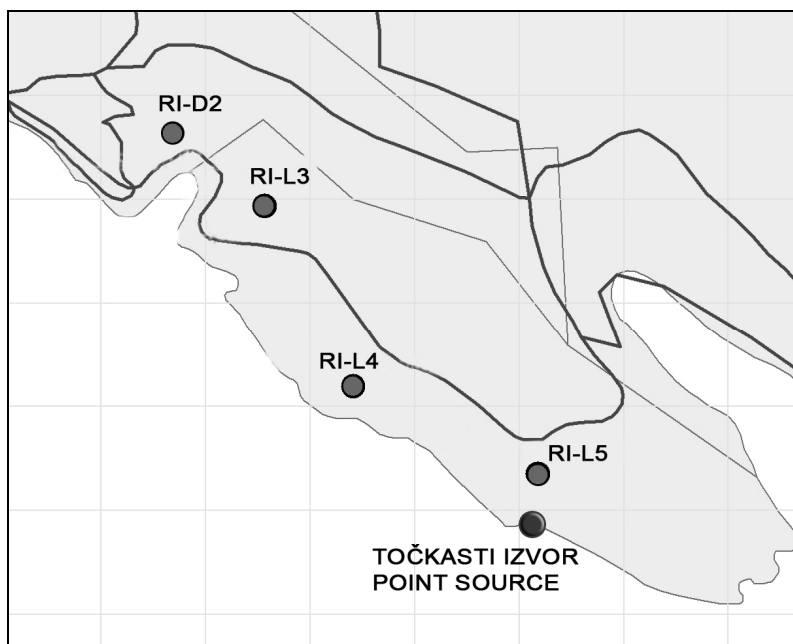 RI-D2
RI-L3
RI-L4
RI-L5
TOČKASTI IZVOR
POINT SOURCE